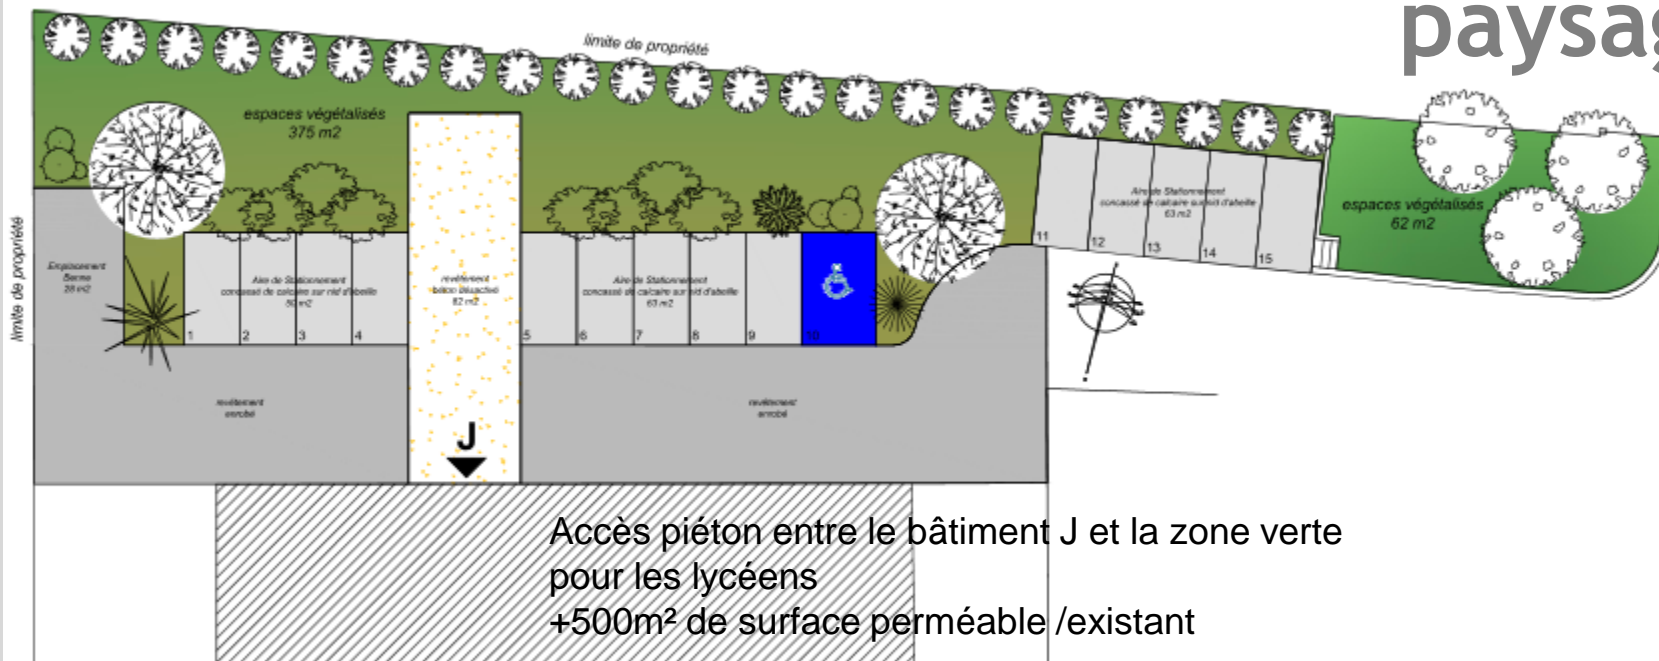 paysag
limite de propriété
espaces végétalisés
375 m2
limite de propriété
Emplacement
Benne
28 m2
Aire de Stationnement
concassé de calcaire sur nid d'abeille
50 m2
revêtement
béton désactivé
82 m2
Aire de Stationnement
concassé de calcaire sur nid d'abeille
63 m2
Aire de Stationnement
concassé de calcaire sur nid d'abeille
63 m2
espaces végétalisés
62 m2
1
2
3
4
5
6
7
8
9
10
11
12
13
14
15
revêtement
enrobé
revêtement
enrobé
J
Accès piéton entre le bâtiment J et la zone verte
pour les lycéens
+500m² de surface perméable /existant